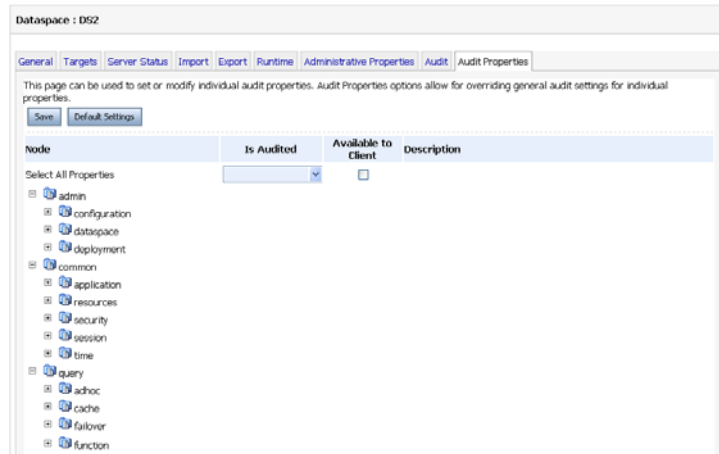 Dataspace : DS2
General Targets Server Status Import Export Runtime Administrative Properties Audit Audit Properties
This page can be used to set or modify individual audit properties. Audit Properties options allow for overriding general audit settings for individual
properties.
Save Default Settings
Node Is Audited Available to Client Description
Select All Properties
admin
configuration
dataspace
deployment
common
application
resources
security
session
time
query
adhoc
cache
failover
function